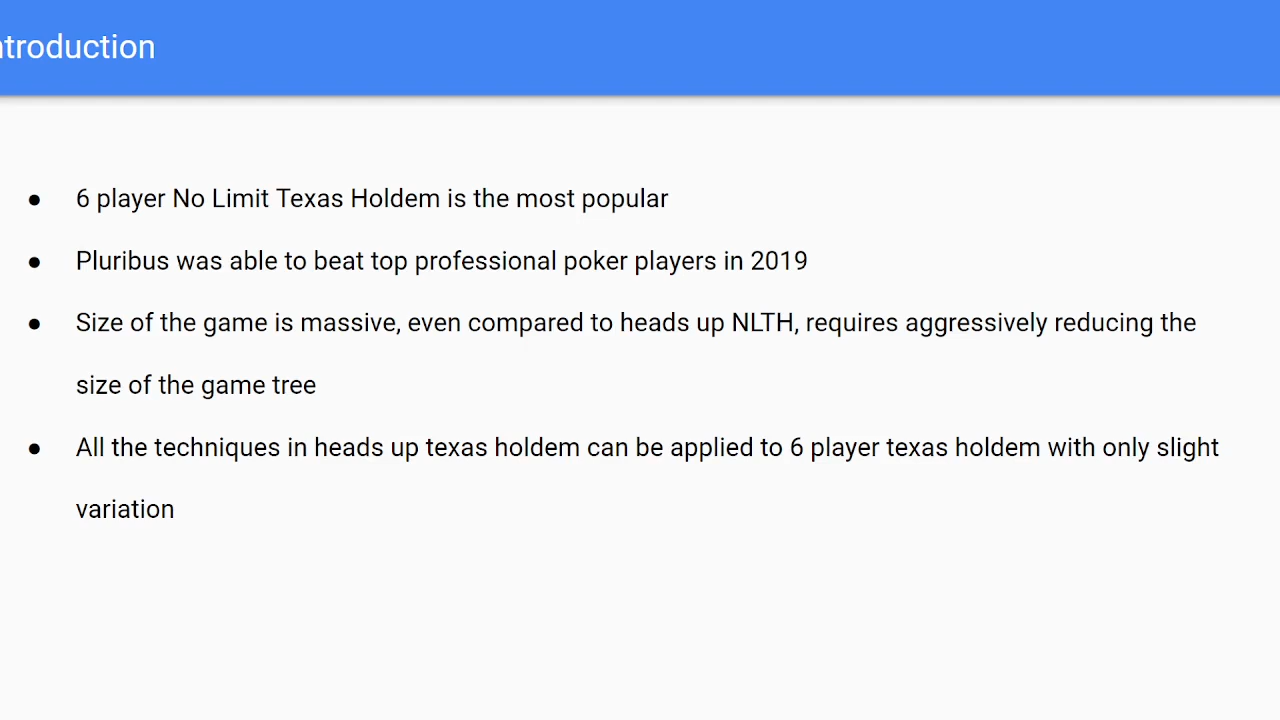 ntroduction
● 6 player No Limit Texas Holdem is the most popular
● Pluribus was able to beat top professional poker players in 2019
● Size of the game is massive, even compared to heads up NLTH, requires aggressively reducing the
size of the game tree
● All the techniques in heads up texas holdem can be applied to 6 player texas holdem with only slight
variation